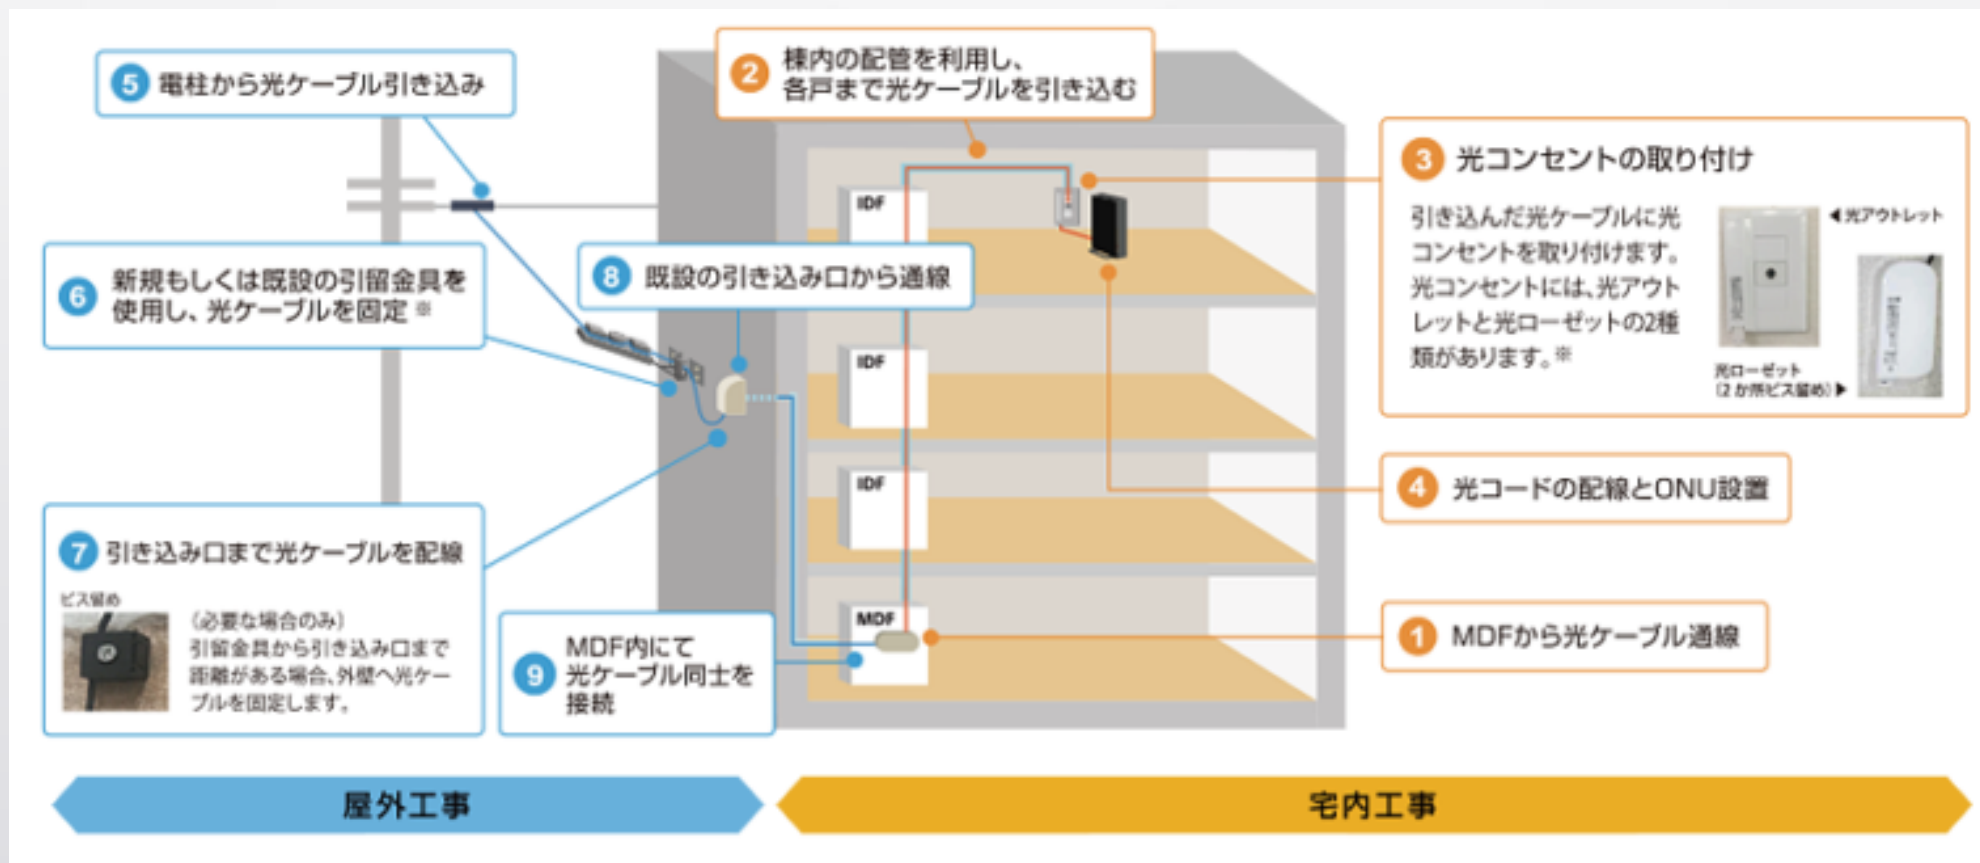 5 電柱から光ケーブル引き込み
2 棟内の配管を利用し、
各戸まで光ケーブルを引き込む
3 光コンセントの取り付け
引き込んだ光ケーブルに光
コンセントを取り付けます。
光コンセントには、光アウト
レットと光ローゼットの2種
類があります。※
◀光アウトレット
光ローゼット
(2か所ビス留め)▶
6 新規もしくは既設の引留金具を
使用し、光ケーブルを固定※
8 既設の引き込み口から通線
IDF
IDF
IDF
MDF
4 光コードの配線とONU設置
7 引き込み口まで光ケーブルを配線
ビス留め
(必要な場合のみ)
引留金具から引き込み口まで
距離がある場合、外壁へ光ケー
ブルを固定します。
9 MDF内にて
光ケーブル同士を
接続
1 MDFから光ケーブル通線
屋外工事
宅内工事